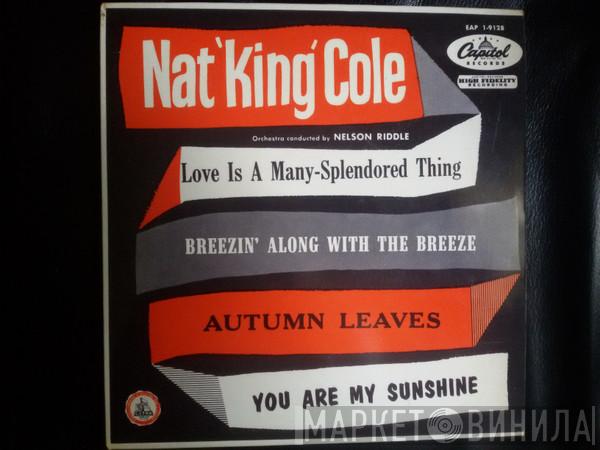 EAP 1-9128
Capitol
RECORDS
HIGH FIDELITY
RECORDING
Nat 'King' Cole
Orchestra conducted by NELSON RIDDLE
Love Is A Many-Splendored Thing
BREEZIN' ALONG WITH THE BREEZE
AUTUMN LEAVES
YOU ARE MY SUNSHINE
МАРКЕТ ВИНИЛА